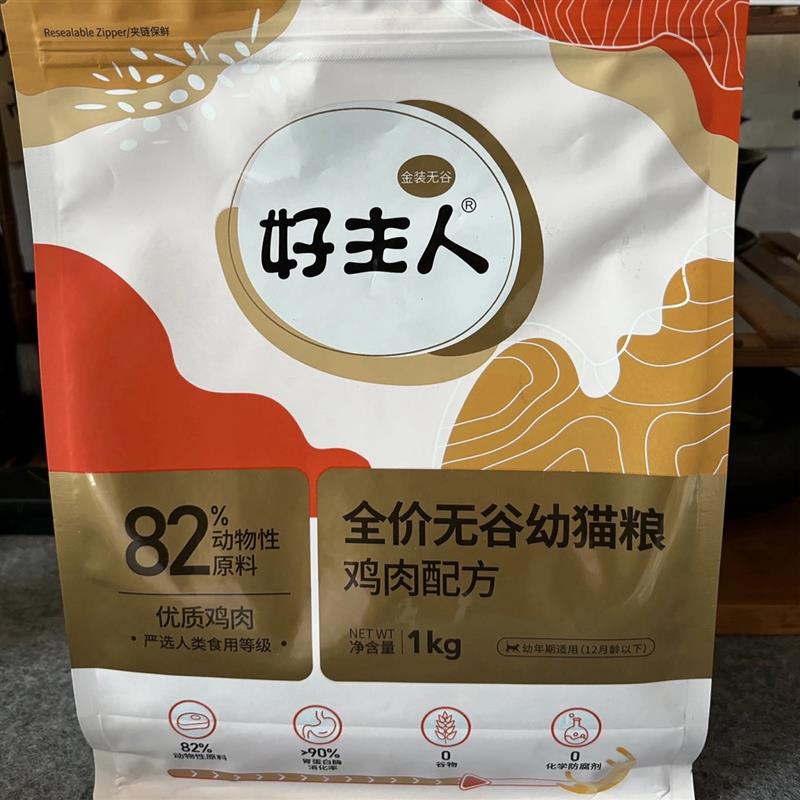 Resealable Zipper/夹链保鲜
金装无谷
好主人®
82%
动物性
原料
优质鸡肉
• 严选人类食用等级 •
全价无谷幼猫粮
鸡肉配方
NET WT
净含量
1kg
幼年期适用(12月龄以下)
82%
动物性原料
>90%
胃蛋白酶
消化率
0
谷物
0
化学防腐剂